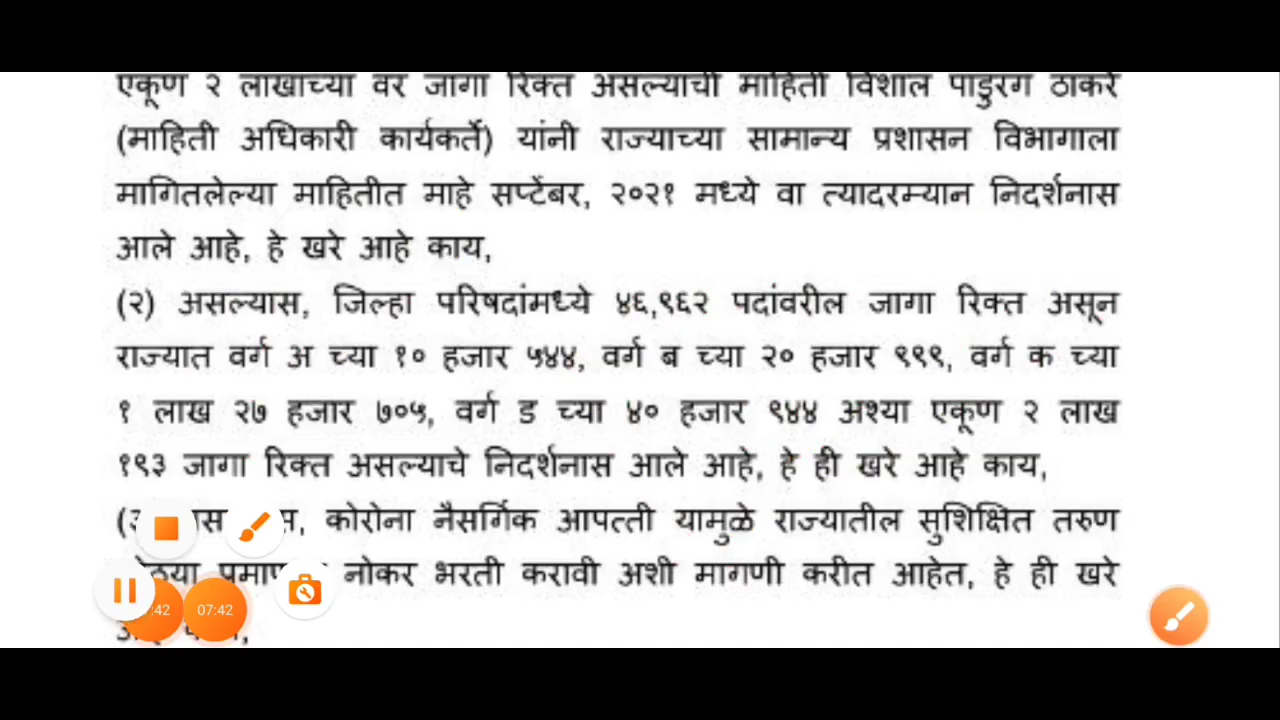 एकूण २ लाखाच्या वर जागा रिक्त असल्याची माहिती विशाल पांडुरंग ठाकरे
(माहिती अधिकारी कार्यकर्ते) यांनी राज्याच्या सामान्य प्रशासन विभागाला
मागितलेल्या माहितीत माहे सप्टेंबर, २०२१ मध्ये वा त्यादरम्यान निदर्शनास
आले आहे, हे खरे आहे काय,
(२) असल्यास, जिल्हा परिषदांमध्ये ४६,९६२ पदांवरील जागा रिक्त असून
राज्यात वर्ग अ च्या १० हजार ५४४, वर्ग ब च्या २० हजार ९९९, वर्ग क च्या
१ लाख २७ हजार ७०५, वर्ग ड च्या ४० हजार ९४४ अश्या एकूण २ लाख
१९३ जागा रिक्त असल्याचे निदर्शनास आले आहे, हे ही खरे आहे काय,
कोरोना नैसर्गिक आपत्ती यामुळे राज्यातील सुशिक्षित तरुण
नोकर भरती करावी अशी मागणी करीत आहेत, हे ही खरे
07:42